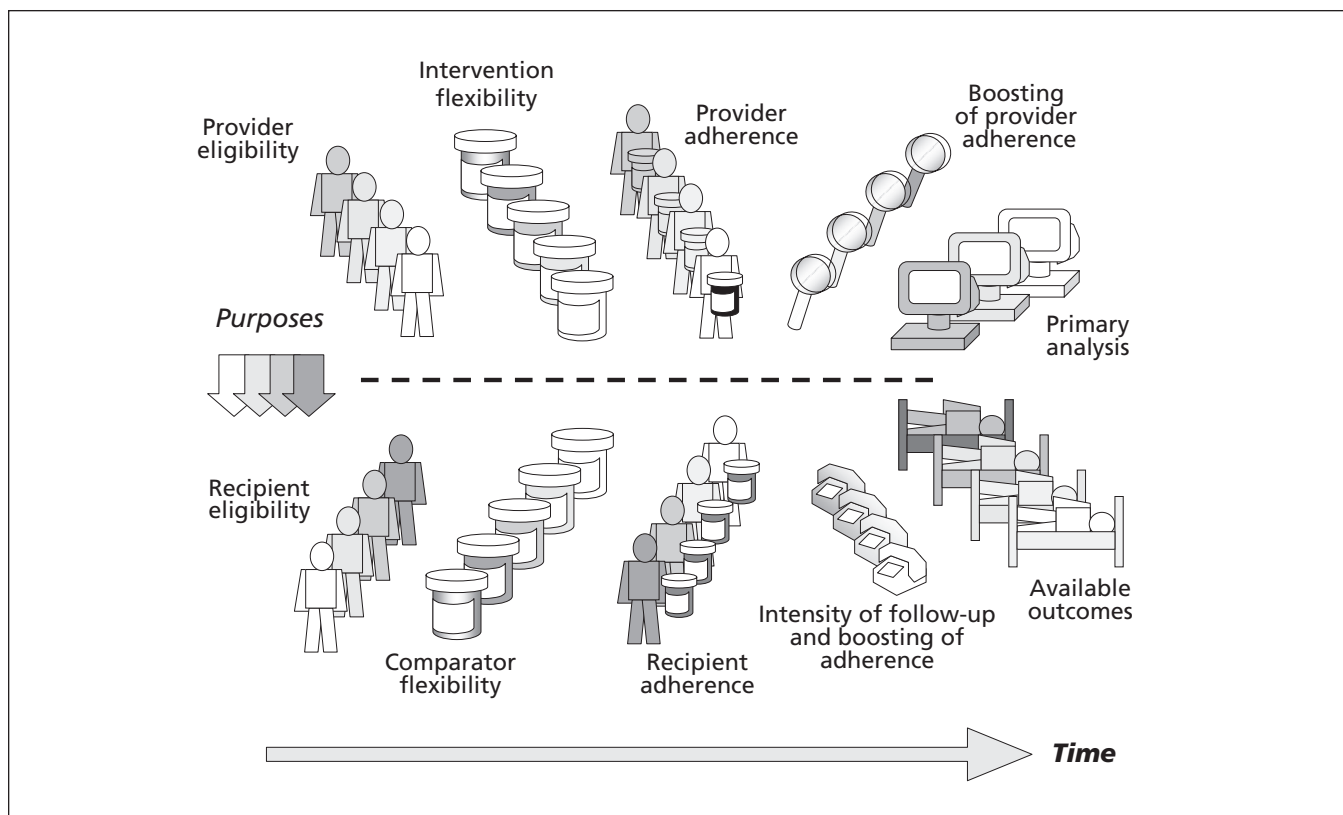 Intervention
flexibility
Provider
eligibility
Provider
adherence
Boosting
of provider
adherence
Purposes
Primary
analysis
Recipient
eligibility
Comparator
flexibility
Recipient
adherence
Intensity of follow-up
and boosting of
adherence
Available
outcomes
Time